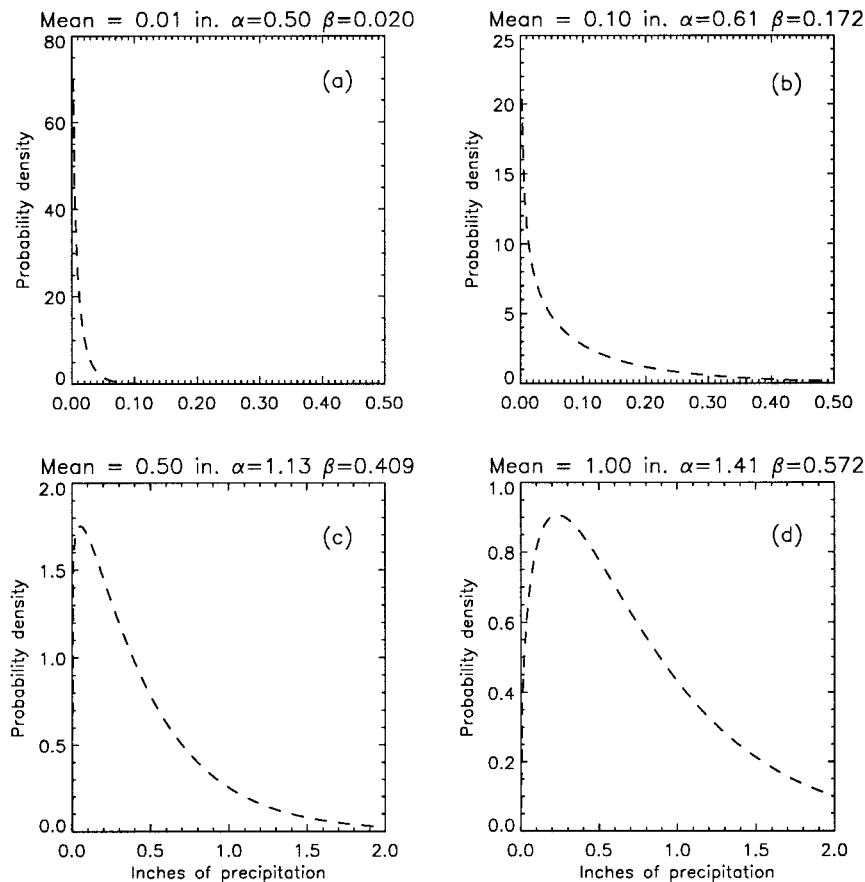 Mean = 0.01 in. α=0.50 β=0.020
80
60
40
20
0
0.00 0.10 0.20 0.30 0.40 0.50
Probability density
(a)
Mean = 0.10 in. α=0.61 β=0.172
25
20
15
10
5
0
0.00 0.10 0.20 0.30 0.40 0.50
Probability density
(b)
Mean = 0.50 in. α=1.13 β=0.409
2.0
1.5
1.0
0.5
0.0
0.0 0.5 1.0 1.5 2.0
Probability density
Inches of precipitation
(c)
Mean = 1.00 in. α=1.41 β=0.572
1.0
0.8
0.6
0.4
0.2
0.0
0.0 0.5 1.0 1.5 2.0
Probability density
Inches of precipitation
(d)